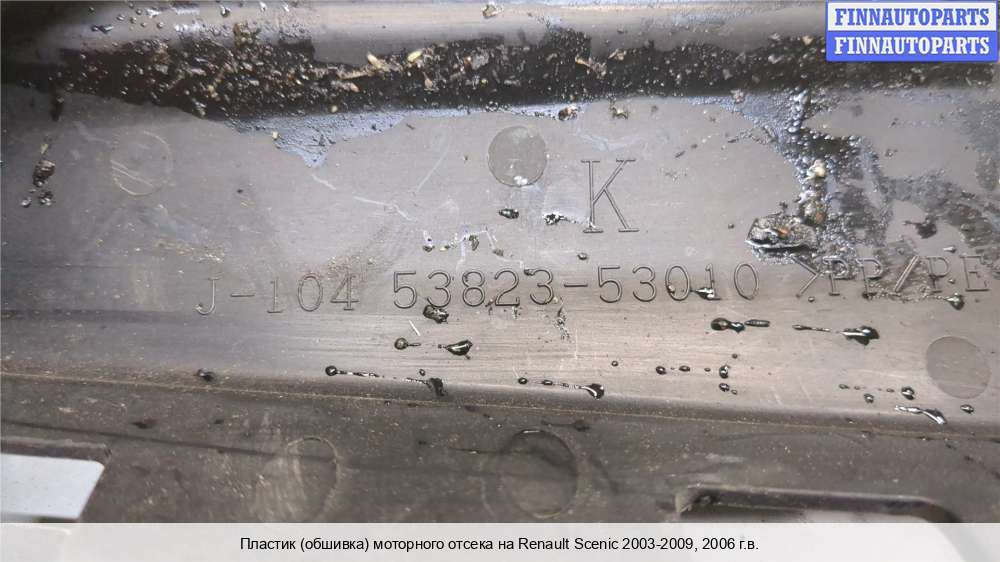 FINNAUTOPARTS
FINNAUTOPARTS
K
J-104 53823-53010 >PP/PE
Пластик (обшивка) моторного отсека на Renault Scenic 2003-2009, 2006 г.в.